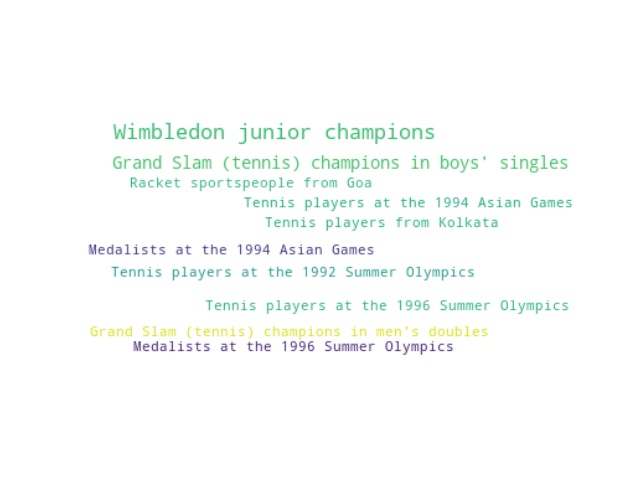 Wimbledon junior champions
Grand Slam (tennis) champions in boys' singles
Racket sportspeople from Goa
Tennis players at the 1994 Asian Games
Tennis players from Kolkata
Medalists at the 1994 Asian Games
Tennis players at the 1992 Summer Olympics
Tennis players at the 1996 Summer Olympics
Grand Slam (tennis) champions in men's doubles
Medalists at the 1996 Summer Olympics